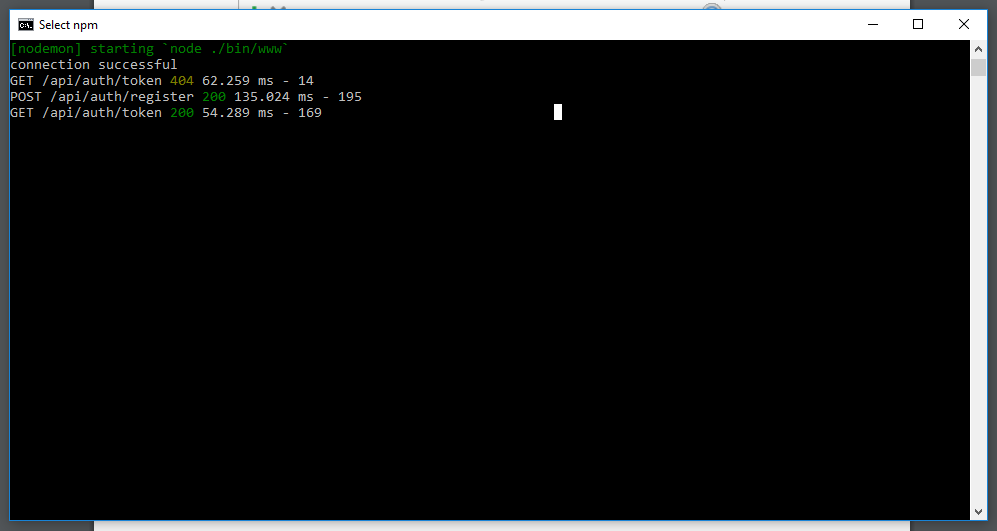 Select npm
[nodemon] starting `node ./bin/www`
connection successful
GET /api/auth/token 404 62.259 ms - 14
POST /api/auth/register 200 135.024 ms - 195
GET /api/auth/token 200 54.289 ms - 169